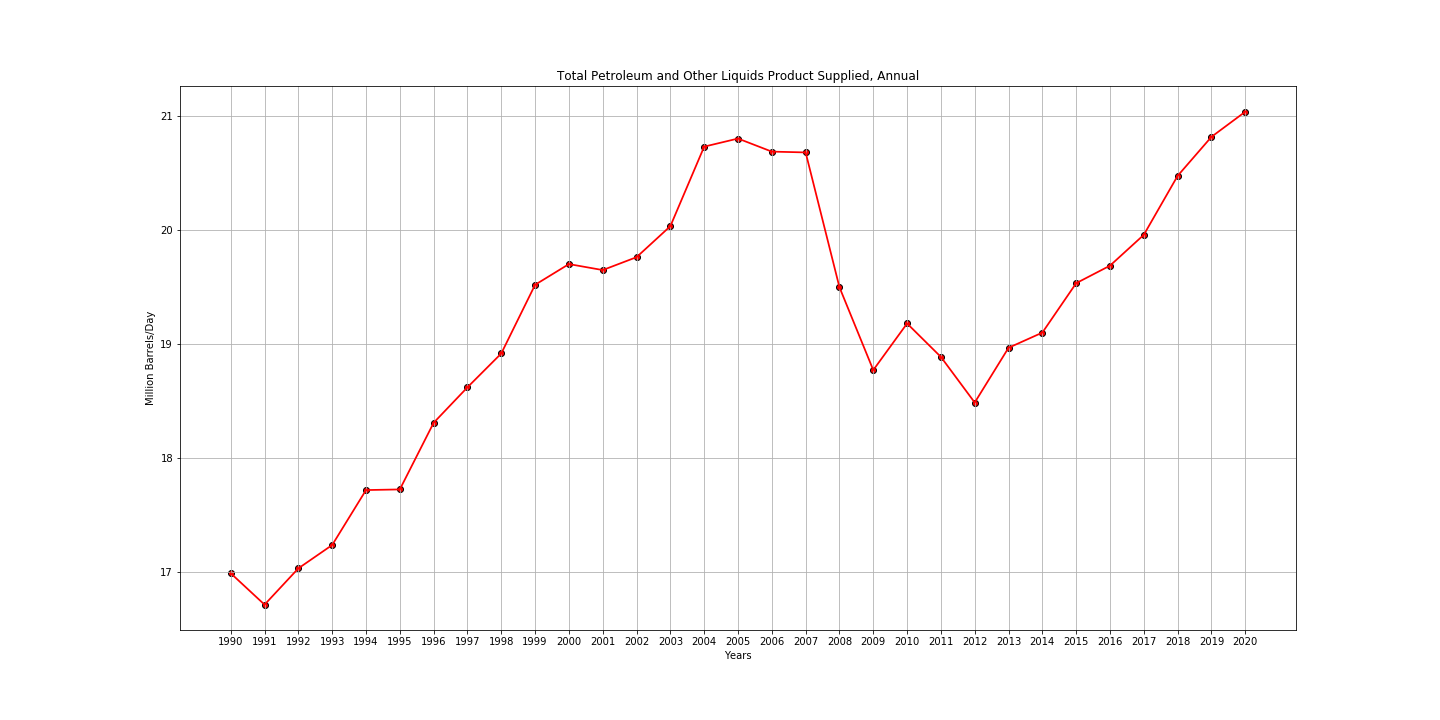 Total Petroleum and Other Liquids Product Supplied, Annual
21
20
19
18
17
Million Barrels/Day
1990 1991 1992 1993 1994 1995 1996 1997 1998 1999 2000 2001 2002 2003 2004 2005 2006 2007 2008 2009 2010 2011 2012 2013 2014 2015 2016 2017 2018 2019 2020
Years